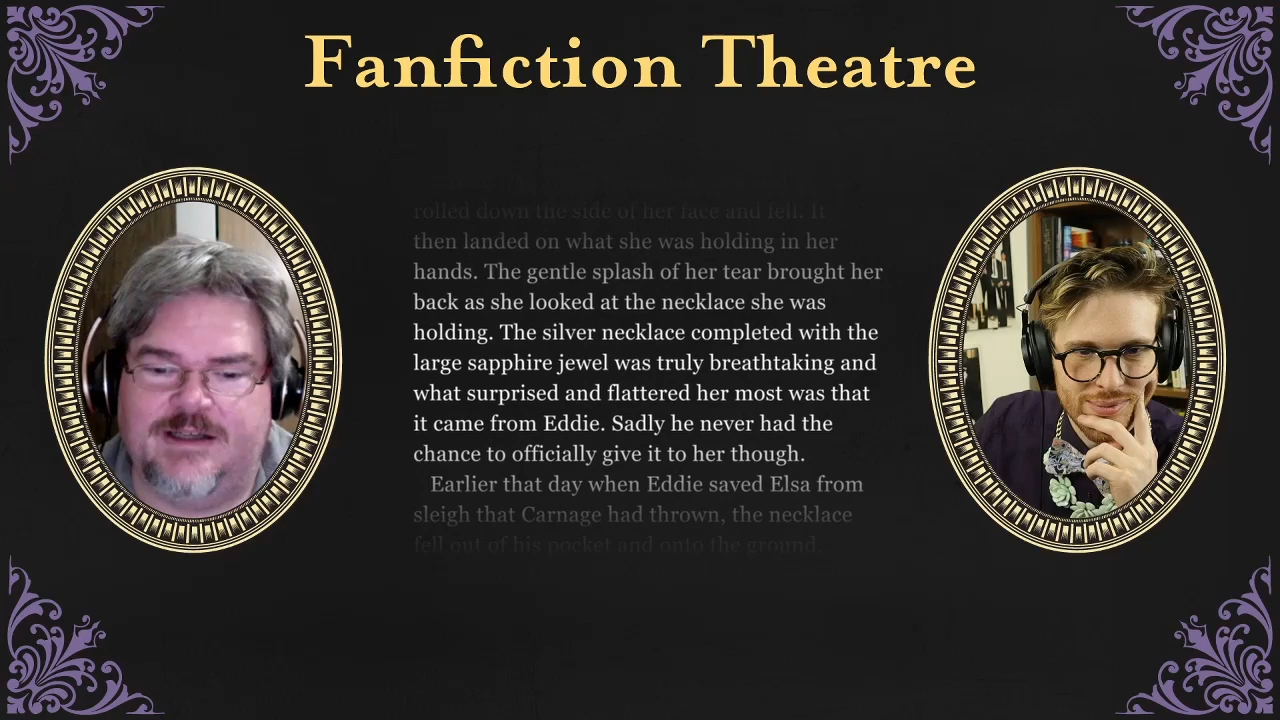 Fanfiction Theatre
rolled down the side of her face and fell. It
then landed on what she was holding in her
hands. The gentle splash of her tear brought her
back as she looked at the necklace she was
holding. The silver necklace completed with the
large sapphire jewel was truly breathtaking and
what surprised and flattered her most was that
it came from Eddie. Sadly he never had the
chance to officially give it to her though.
Earlier that day when Eddie saved Elsa from
sleigh that Carnage had thrown, the necklace
fell out of his pocket and onto the ground.